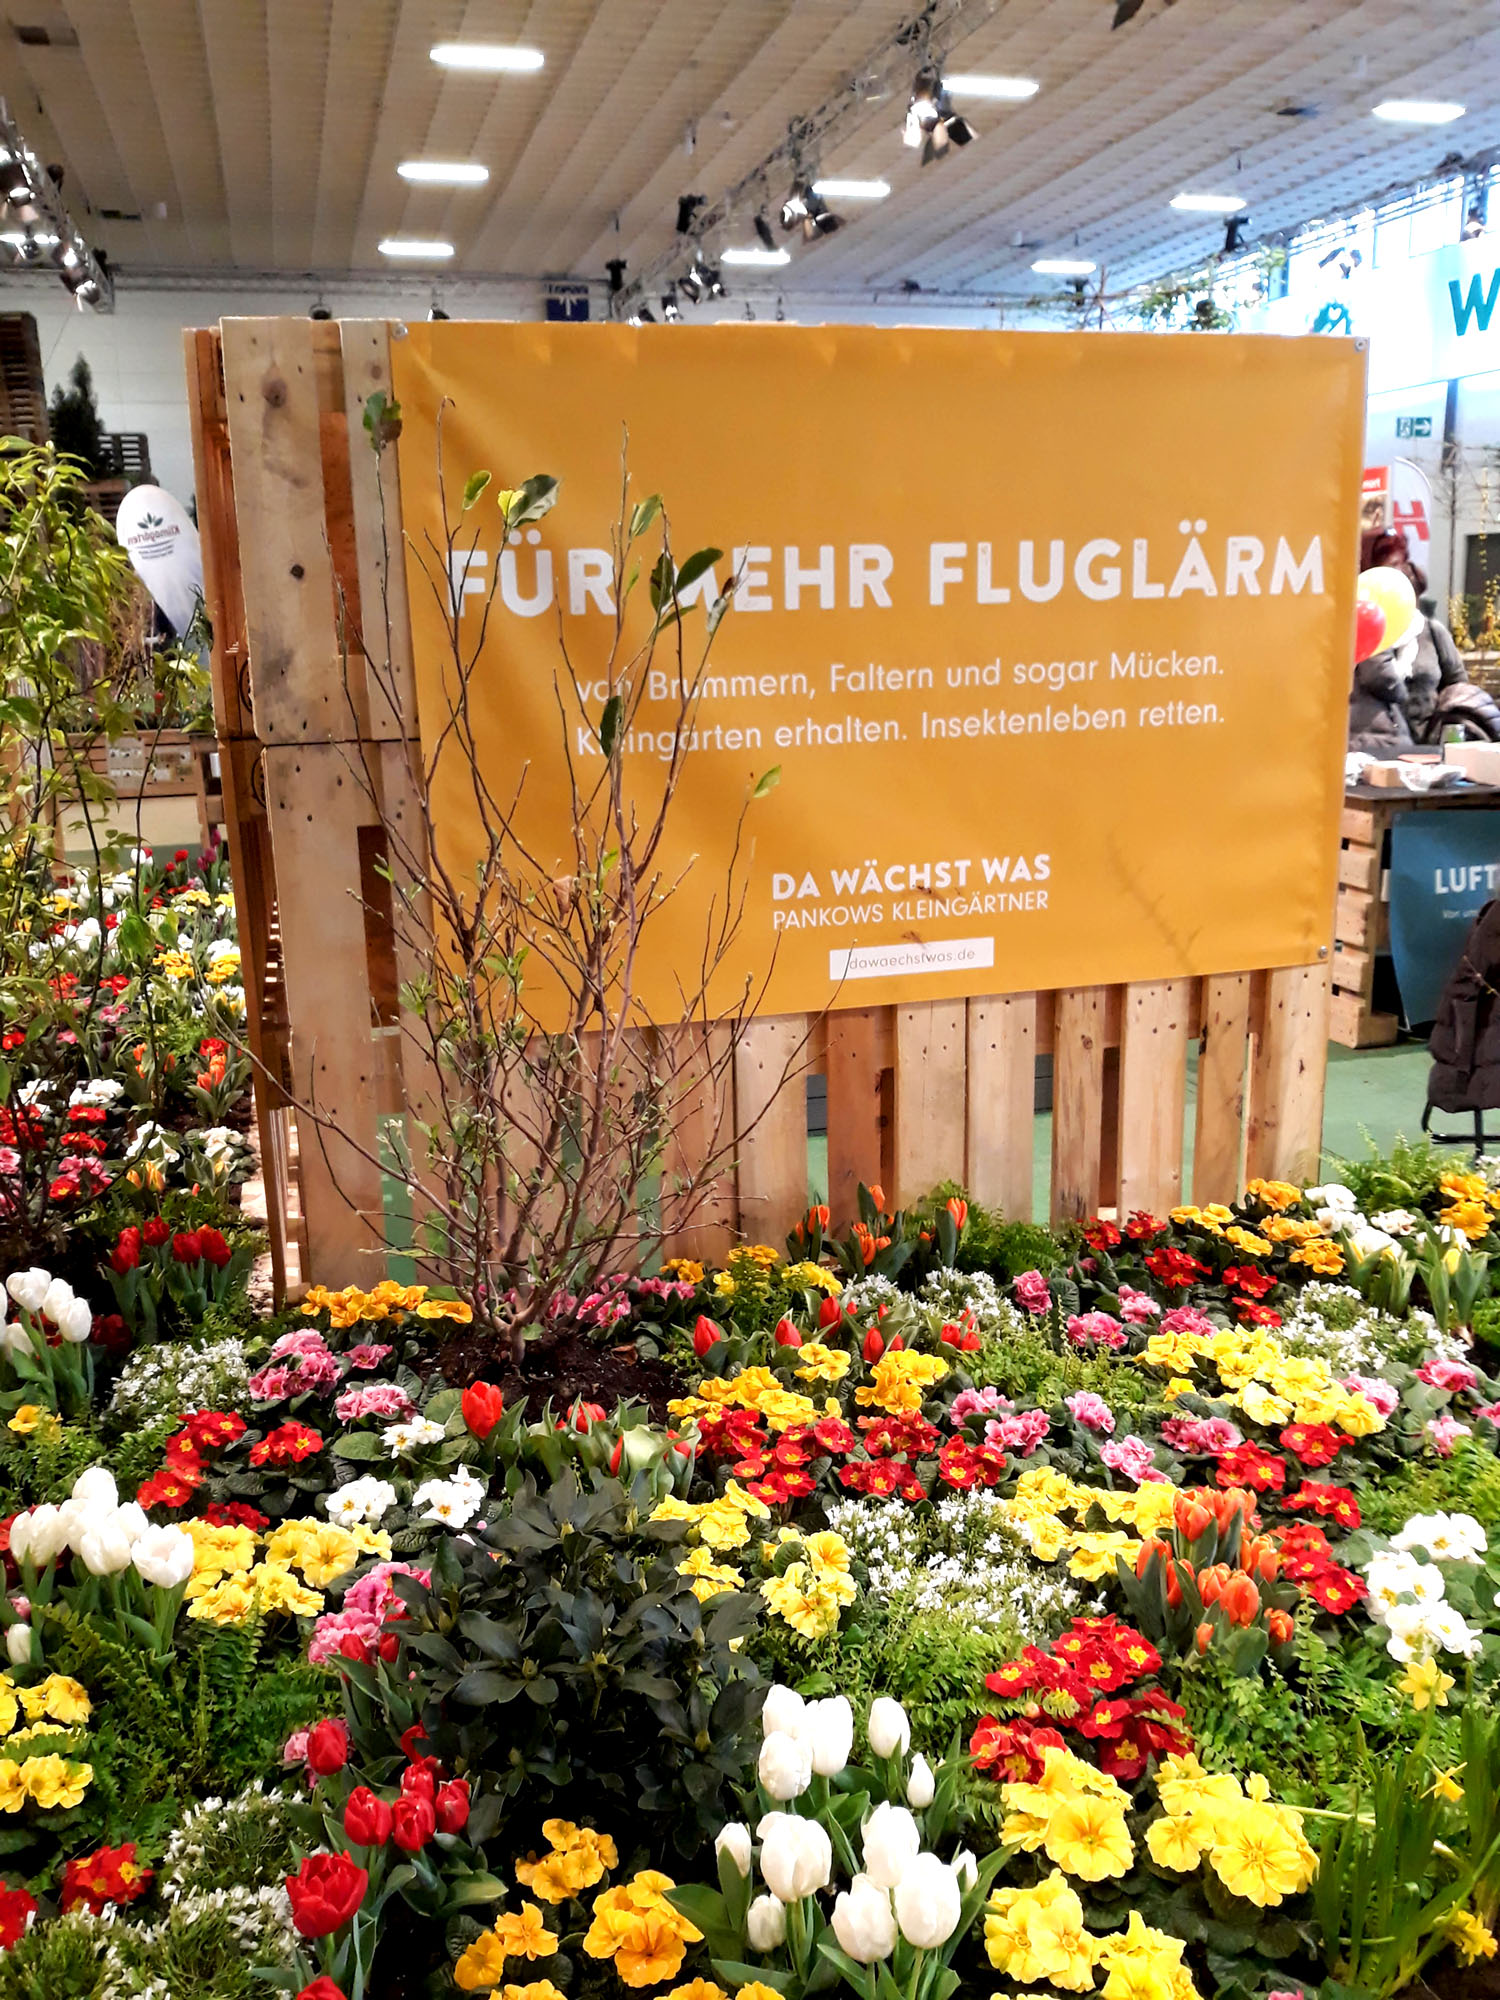 FÜR MEHR FLUGLÄRM
von Brummern, Faltern und sogar Mücken.
Kleingärten erhalten. Insektenleben retten.
DA WÄCHST WAS
PANKOWS KLEINGÄRTNER
dawaechstwas.de
Klimagärten
W
LUFT